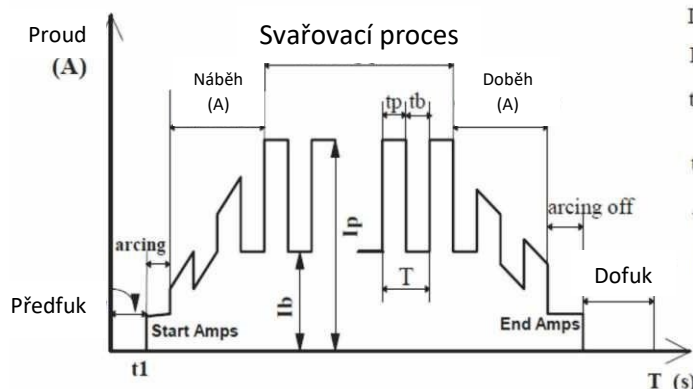 Proud
(A)
Svařovací proces
Náběh
(A)
tp
tb
Doběh
(A)
arcing
arcing off
Ip
T
Ib
Předfuk
Dofuk
Start Amps
End Amps
t1
T (s)